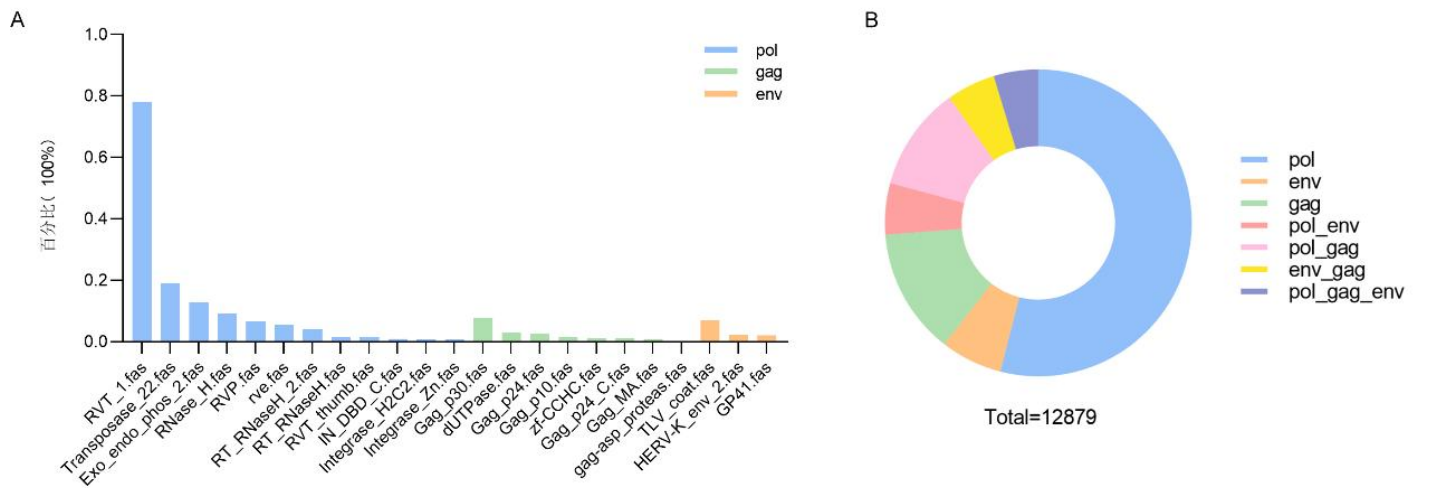 A
1.0
0.8
0.6
0.4
0.2
0.0
百分比( 100%)
pol
gag
env
RVT_1.fas
Transposase_22.fas
Exo_endo_phos_2.fas
RNase_H.fas
RVP.fas
rve.fas
RT_RNaseH_2.fas
RT_RNaseH.fas
RVT_thumb.fas
IN_DBD_C.fas
Integrase_H2C2.fas
Integrase_Zn.fas
Gag_p30.fas
dUTPase.fas
Gag_p24.fas
Gag_p10.fas
zf-CCHC.fas
Gag_p24_C.fas
Gag_MA.fas
gag-asp_proteas.fas
TLV_coat.fas
HERV-K_env_2.fas
GP41.fas
B
pol
env
gag
pol_env
pol_gag
env_gag
pol_gag_env
Total=12879